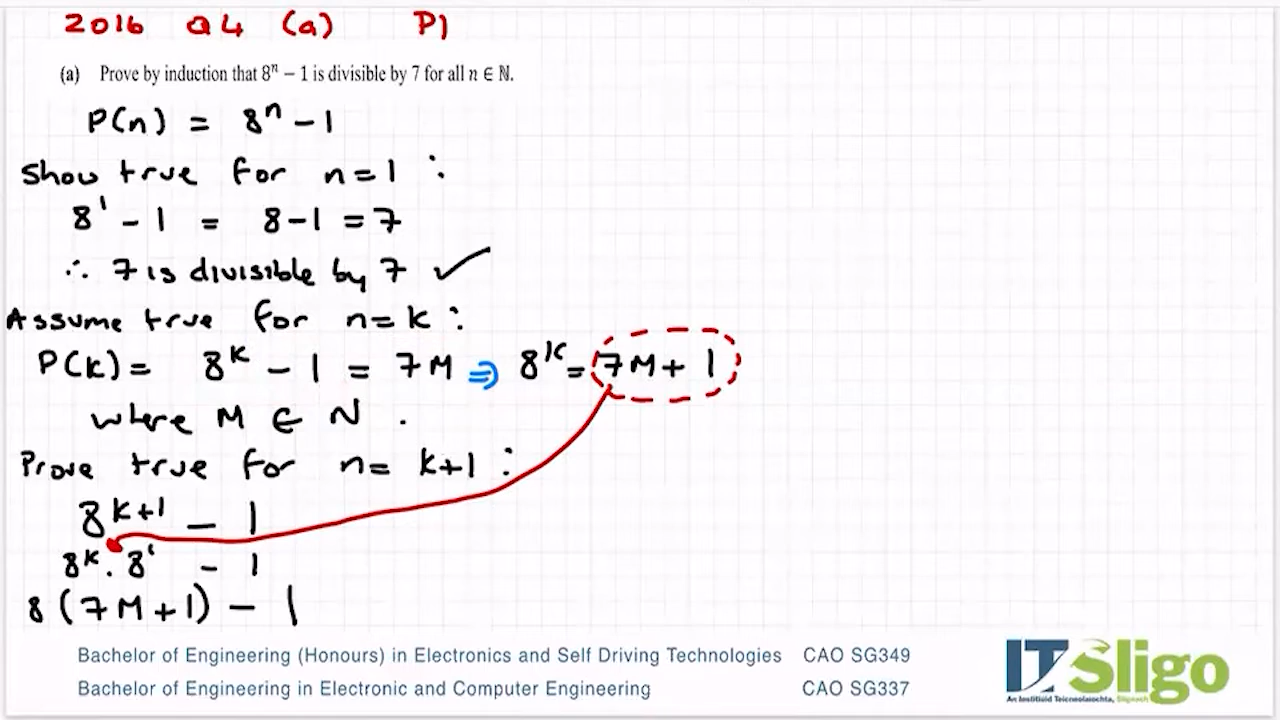 2016 Q4 (a) P1
(a) Prove by induction that 8ⁿ – 1 is divisible by 7 for all n ∈ ℕ.
P(n) = 8ⁿ – 1
Show true for n=1 :
8¹ – 1 = 8–1 = 7
∴ 7 is divisible by 7 ✓
Assume true for n=k :
P(k) = 8ᵏ – 1 = 7M ⇒ 8ᵏ = 7M + 1
where M ∈ N .
Prove true for n= k+1 :
8ᵏ⁺¹ – 1
8ᵏ . 8¹ – 1
8(7M+1) – 1
Bachelor of Engineering (Honours) in Electronics and Self Driving Technologies CAO SG349
Bachelor of Engineering in Electronic and Computer Engineering CAO SG337
IT Sligo
An Institiúid Teicneolaíochta, Sligeach